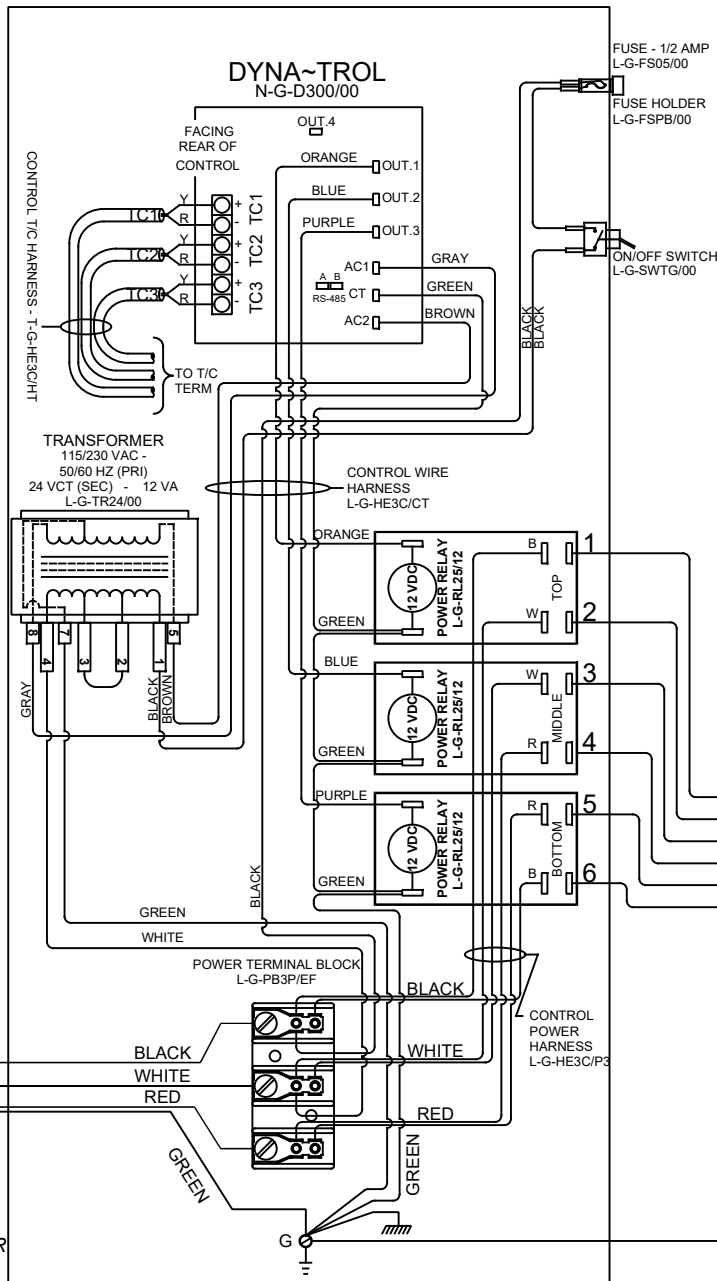 FUSE - 1/2 AMP
L-G-FS05/00
FUSE HOLDER
L-G-FSPB/00
DYNA~TROL
N-G-D300/00
OUT.4
FACING
REAR OF
CONTROL
ORANGE
OUT.1
BLUE
OUT.2
PURPLE
OUT.3
CONTROL T/C HARNESS - T-G-HE3C/HT
TC1
Y
R
+
-
TC1
TC2
Y
R
+
-
TC2
TC3
Y
R
+
-
TC3
AC1
GRAY
A B
RS-485
CT
GREEN
AC2
BROWN
ON/OFF SWITCH
L-G-SWTG/00
BLACK
BLACK
TO T/C
TERM
TRANSFORMER
115/230 VAC -
50/60 HZ (PRI)
24 VCT (SEC) - 12 VA
L-G-TR24/00
CONTROL WIRE
HARNESS
L-G-HE3C/CT
8
4
7
3
2
1
5
GRAY
BLACK
BROWN
ORANGE
12 VDC
POWER RELAY
L-G-RL25/12
B
1
TOP
W
2
GREEN
BLUE
12 VDC
POWER RELAY
L-G-RL25/12
W
3
MIDDLE
R
4
GREEN
PURPLE
12 VDC
POWER RELAY
L-G-RL25/12
R
5
BOTTOM
B
6
GREEN
BLACK
GREEN
WHITE
POWER TERMINAL BLOCK
L-G-PB3P/EF
BLACK
CONTROL
POWER
HARNESS
L-G-HE3C/P3
BLACK
WHITE
WHITE
RED
RED
GREEN
GREEN
G
R